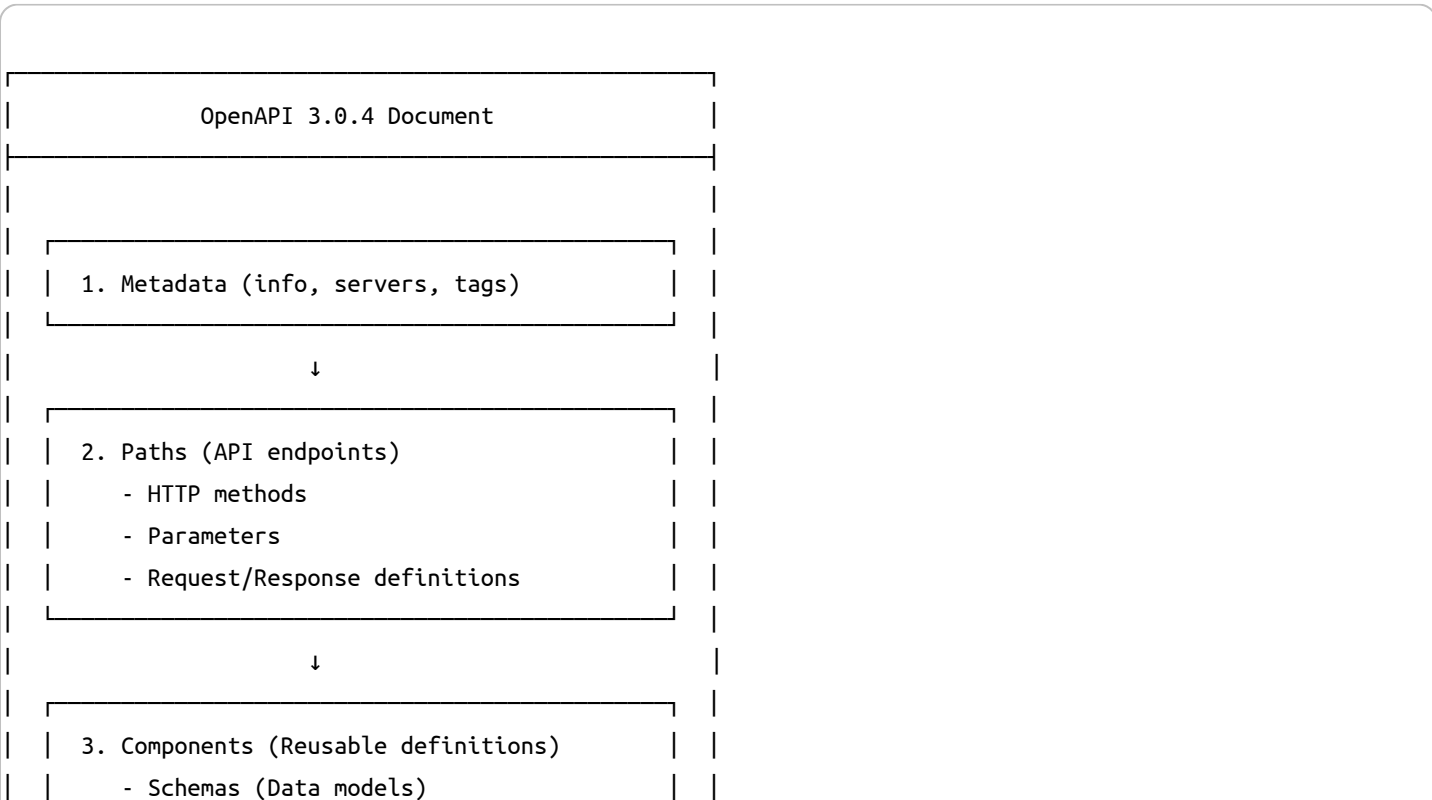 OpenAPI 3.0.4 Document
1. Metadata (info, servers, tags)
↓
2. Paths (API endpoints)
- HTTP methods
- Parameters
- Request/Response definitions
↓
3. Components (Reusable definitions)
- Schemas (Data models)